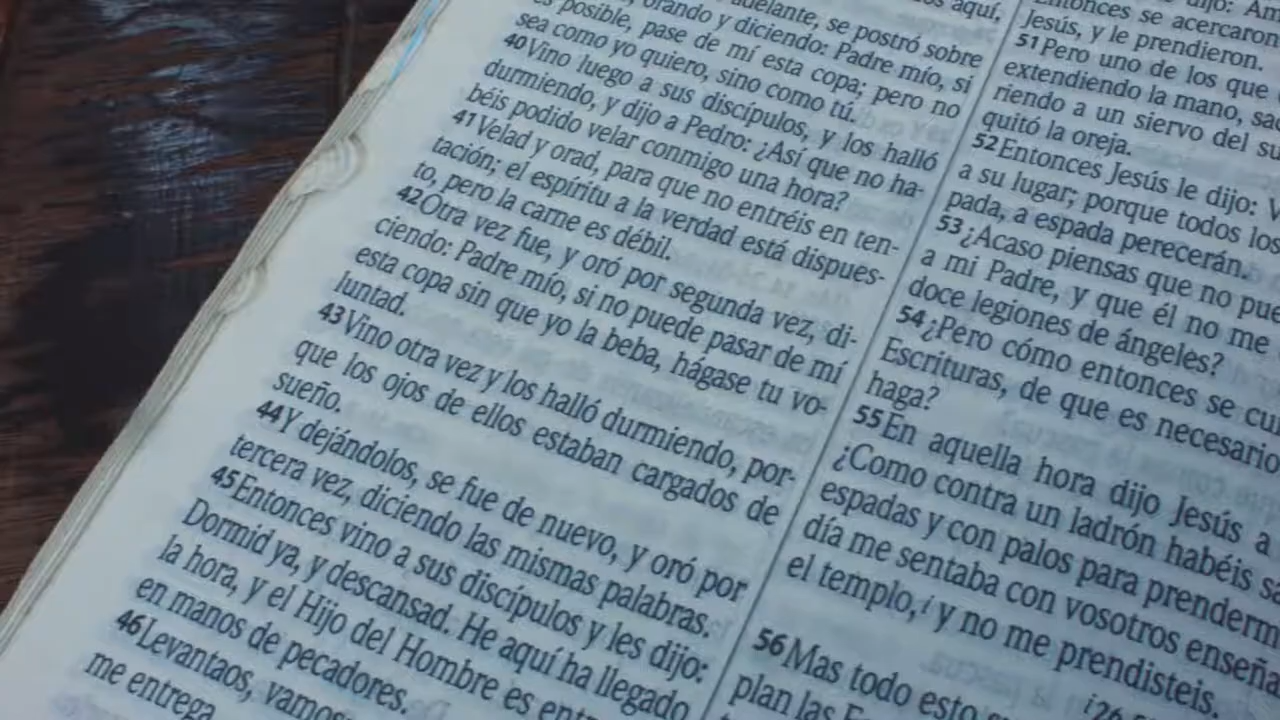 os aquí,
delante, se postró sobre
orando y diciendo: Padre mío, si
es posible, pase de mí esta copa; pero no
sea como yo quiero, sino como tú.
40Vino luego a sus discípulos, y los halló
durmiendo, y dijo a Pedro: ¿Así que no ha-
béis podido velar conmigo una hora?
41Velad y orad, para que no entréis en ten-
tación; el espíritu a la verdad está dispues-
to, pero la carne es débil.
42Otra vez fue, y oró por segunda vez, di-
ciendo: Padre mío, si no puede pasar de mí
esta copa sin que yo la beba, hágase tu vo-
luntad.
43Vino otra vez y los halló durmiendo, por-
que los ojos de ellos estaban cargados de
sueño.
44Y dejándolos, se fue de nuevo, y oró por
tercera vez, diciendo las mismas palabras.
45Entonces vino a sus discípulos y les dijo:
Dormid ya, y descansad. He aquí ha llegado
la hora, y el Hijo del Hombre es entr
en manos de pecadores.
46Levantaos, vamos
me entrega
dijo: Am
Entonces se acercaron
Jesús, y le prendieron.
51Pero uno de los que
extendiendo la mano, sa
riendo a un siervo del su
quitó la oreja.
52Entonces Jesús le dijo: V
a su lugar; porque todos los
pada, a espada perecerán.
53¿Acaso piensas que no pue
a mi Padre, y que él no me
doce legiones de ángeles?
54¿Pero cómo entonces se cu
Escrituras, de que es necesario
haga?
55En aquella hora dijo Jesús a
¿Como contra un ladrón habéis sa
espadas y con palos para prenderm
día me sentaba con vosotros enseña
el templo,i y no me prendisteis.
56Mas todo esto
plan las E
i26